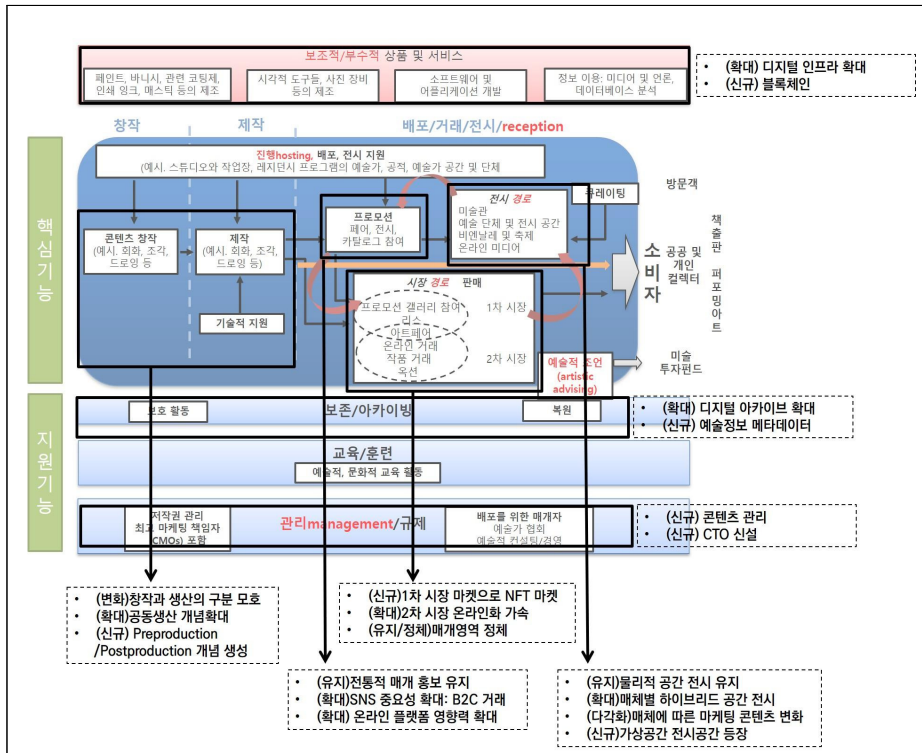 보조적/부수적 상품 및 서비스
페인트, 바니시, 관련 코팅제,
인쇄 잉크, 매스틱 등의 제조
시각적 도구들, 사진 장비
등의 제조
소프트웨어 및
어플리케이션 개발
정보 이용: 미디어 및 언론,
데이터베이스 분석
• (확대) 디지털 인프라 확대
• (신규) 블록체인
창작
제작
배포/거래/전시/reception
핵심기능
진행hosting, 배포, 전시 지원
(예시. 스튜디오와 작업장, 레지던시 프로그램의 예술가, 공적, 예술가 공간 및 단체
콘텐츠 창작
(예시, 회화, 조각,
드로잉 등
제작
(예시, 회화, 조각,
드로잉 등)
기술적 지원
프로모션
페어, 전시,
카탈로그 참여
전시 경로
미술관
예술 단체 및 전시 공간
비엔날레 및 축제
온라인 미디어
큐레이팅
시장 경로 판매
프로모션 갤러리 참여
리스
아트페어
온라인 거래
작품 거래
옥션
1차 시장
2차 시장
예술적 조언
(artistic
advising)
소비자
방문객
공공 및
개인
컬렉터
미술
투자펀드
책출판 퍼포밍아트
지원기능
보호 활동
보존/아카이빙
복원
• (확대) 디지털 아카이브 확대
• (신규) 예술정보 메타데이터
교육/훈련
예술적, 문화적 교육 활동
저작권 관리
최고 마케팅 책임자
(CMOs) 포함
관리management/규제
배포를 위한 매개자
예술가 협회
예술적 컨설팅/경영
• (신규) 콘텐츠 관리
• (신규) CTO 신설
• (변화)창작과 생산의 구분 모호
• (확대)공동생산 개념확대
• (신규) Preproduction
/Postproduction 개념 생성
• (신규)1차 시장 마켓으로 NFT 마켓
• (확대)2차 시장 온라인화 가속
• (유지/정체)매개영역 정체
• (유지)전통적 매개 홍보 유지
• (확대)SNS 중요성 확대: B2C 거래
• (확대) 온라인 플랫폼 영향력 확대
• (유지)물리적 공간 전시 유지
• (확대)매체별 하이브리드 공간 전시
• (다각화)매체에 따른 마케팅 콘텐츠 변화
• (신규)가상공간 전시공간 등장